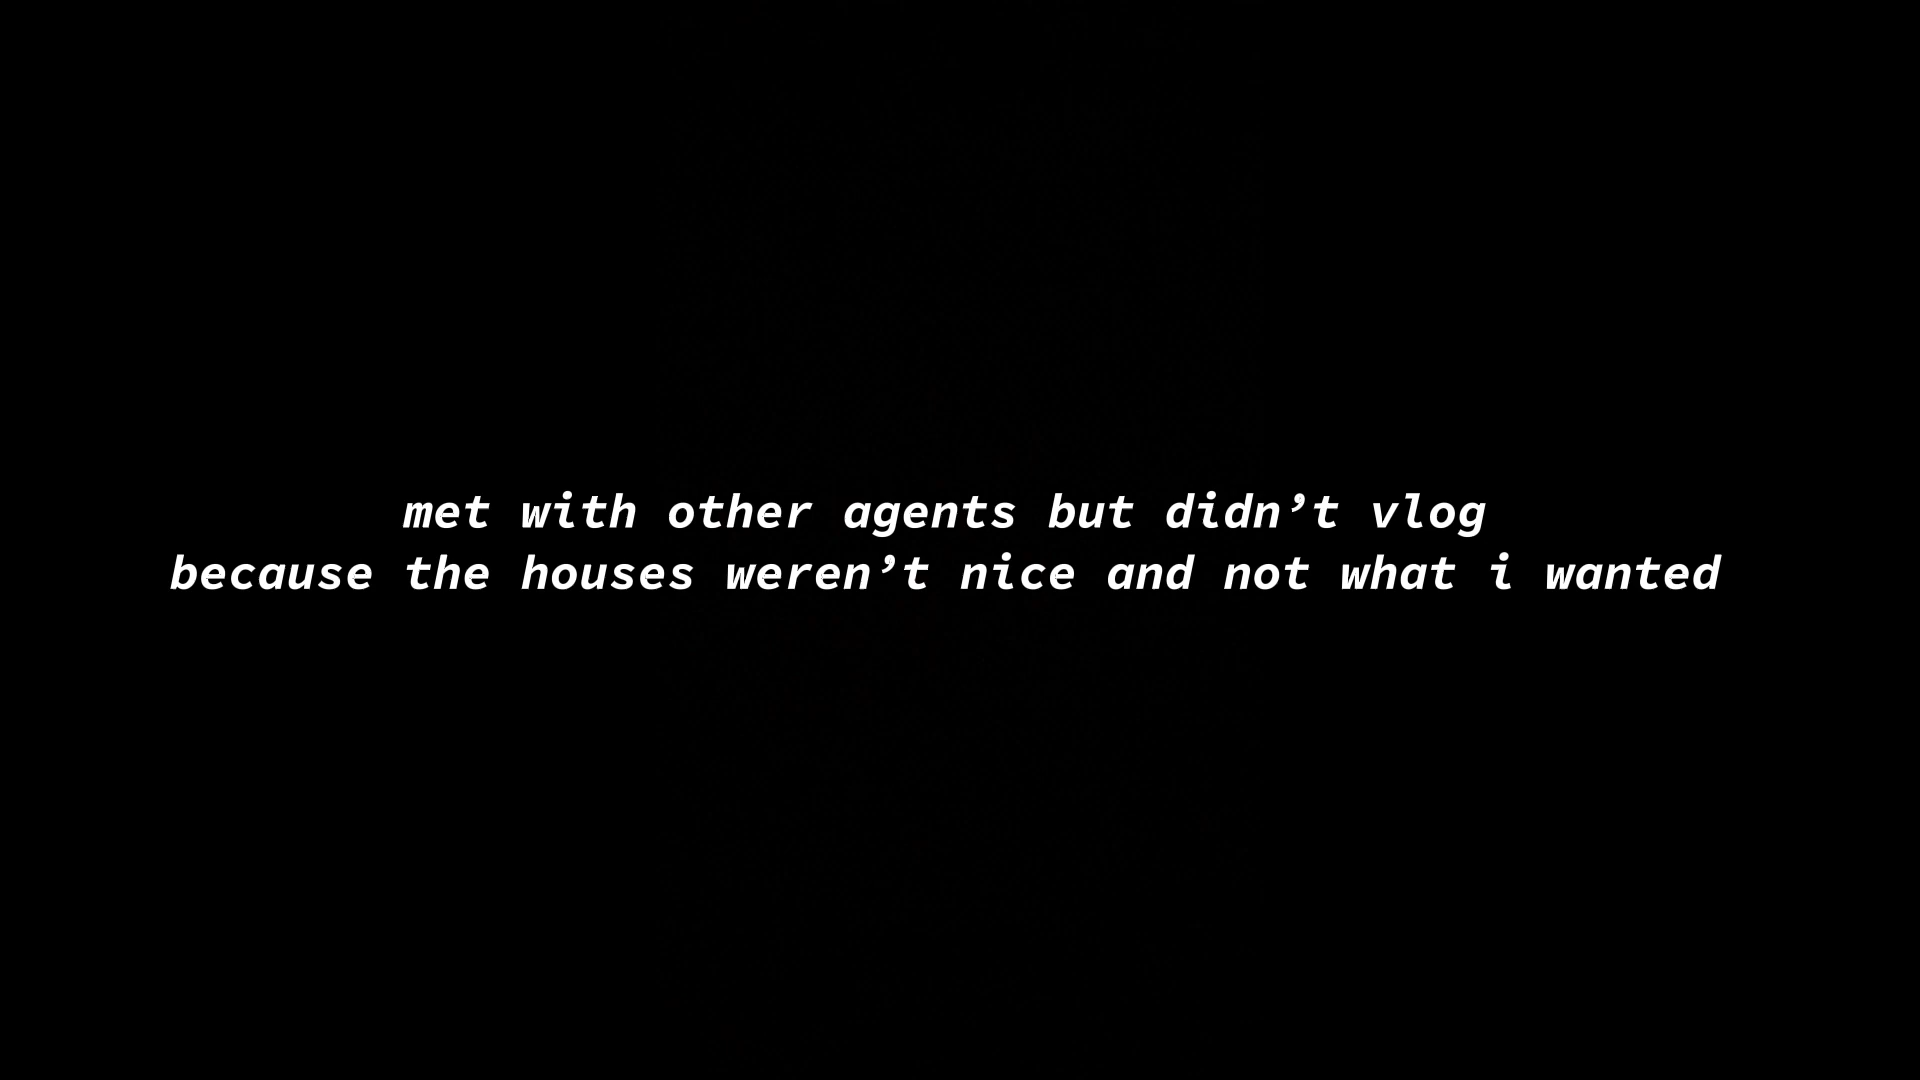 met with other agents but didn’t vlog
because the houses weren’t nice and not what i wanted